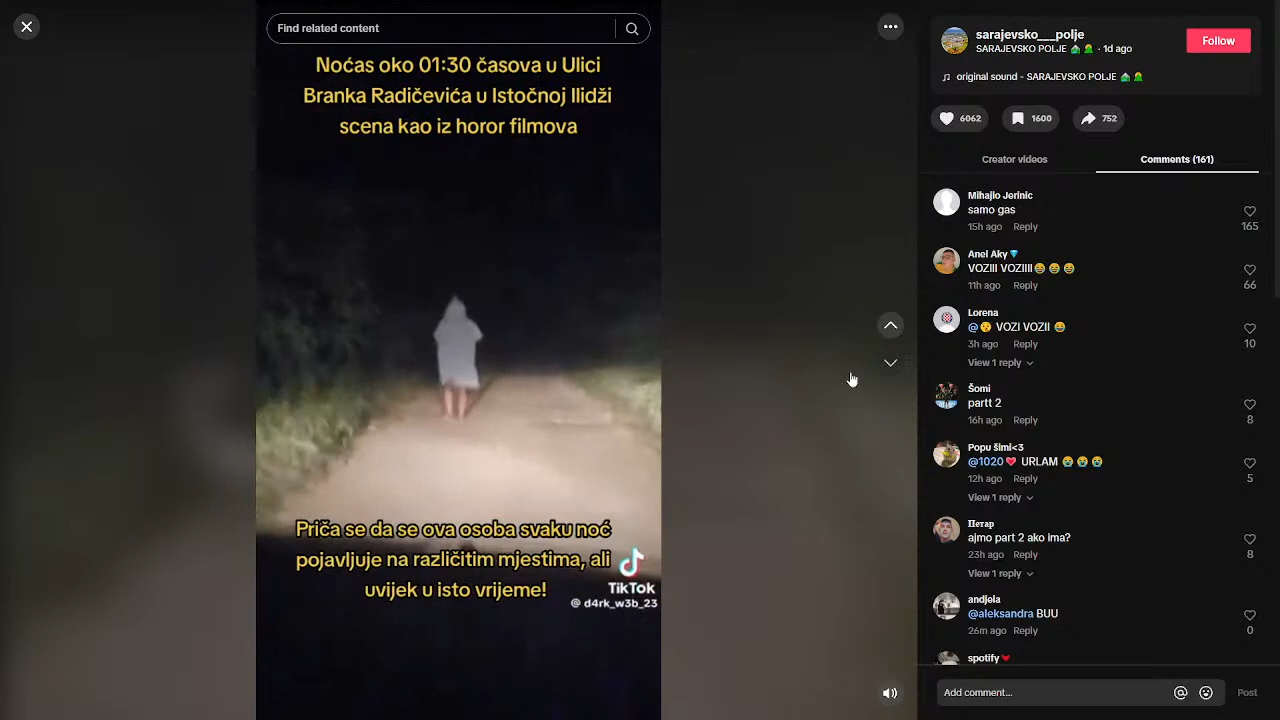 Find related content
Noćas oko 01:30 časova u Ulici
Branka Radičevića u Istočnoj Ilidži
scena kao iz horor filmova
Priča se da se ova osoba svaku noć
pojavljuje na različitim mjestima, ali
uvijek u isto vrijeme!
TikTok
@ d4rk_w3b_23
sarajevsko___polje
SARAJEVSKO POLJE · 1d ago
Follow
original sound - SARAJEVSKO POLJE
6062
1600
752
Creator videos
Comments (161)
Mihajlo Jerinic
samo gas
15h ago Reply
165
Anel Aky
VOZIII VOZIIII😂😂😂
11h ago Reply
66
Lorena
@😚 VOZI VOZII 😂
3h ago Reply
10
View 1 reply
Šomi
partt 2
16h ago Reply
8
Popu šimi<3
@1020❤️ URLAM 😭😭😭
12h ago Reply
5
View 1 reply
Петар
ajmo part 2 ako ima?
23h ago Reply
8
View 1 reply
andjela
@aleksandra BUU
26m ago Reply
0
spotify
Add comment...
Post